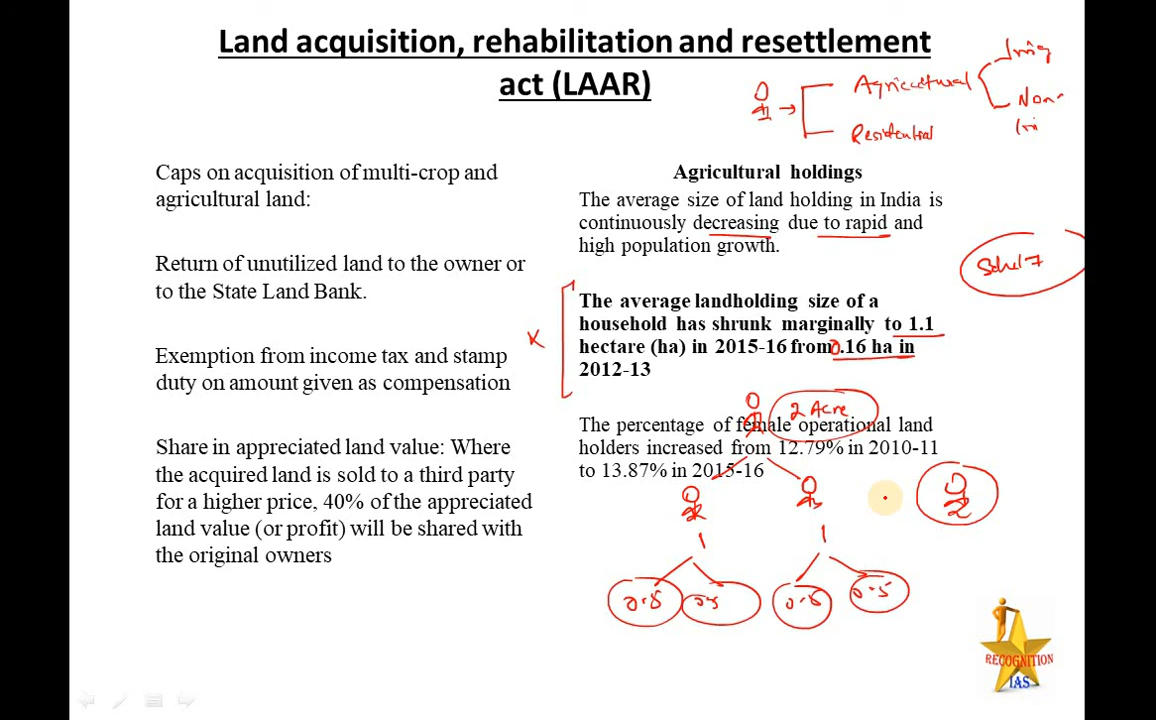 Land acquisition, rehabilitation and resettlement
act (LAAR)
Agricultural
Residential
Caps on acquisition of multi-crop and
agricultural land:
Return of unutilized land to the owner or
to the State Land Bank.
Exemption from income tax and stamp
duty on amount given as compensation
Share in appreciated land value: Where
the acquired land is sold to a third party
for a higher price, 40% of the appreciated
land value (or profit) will be shared with
the original owners
Agricultural holdings
The average size of land holding in India is
continuously decreasing due to rapid and
high population growth.
The average landholding size of a
household has shrunk marginally to 1.1
hectare (ha) in 2015-16 from 0.16 ha in
2012-13
2 Acre
The percentage of female operational land
holders increased from 12.79% in 2010-11
to 13.87% in 2015-16
1 1
0.5 0.5 0.5 0.5
RECOGNITION
IAS